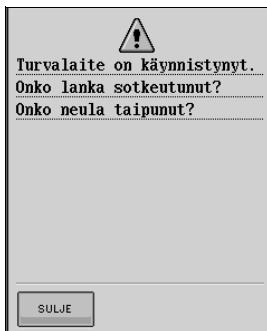 Turvalaite on käynnistynyt.
Onko lanka sotkeutunut?
Onko neula taipunut?
SULJE